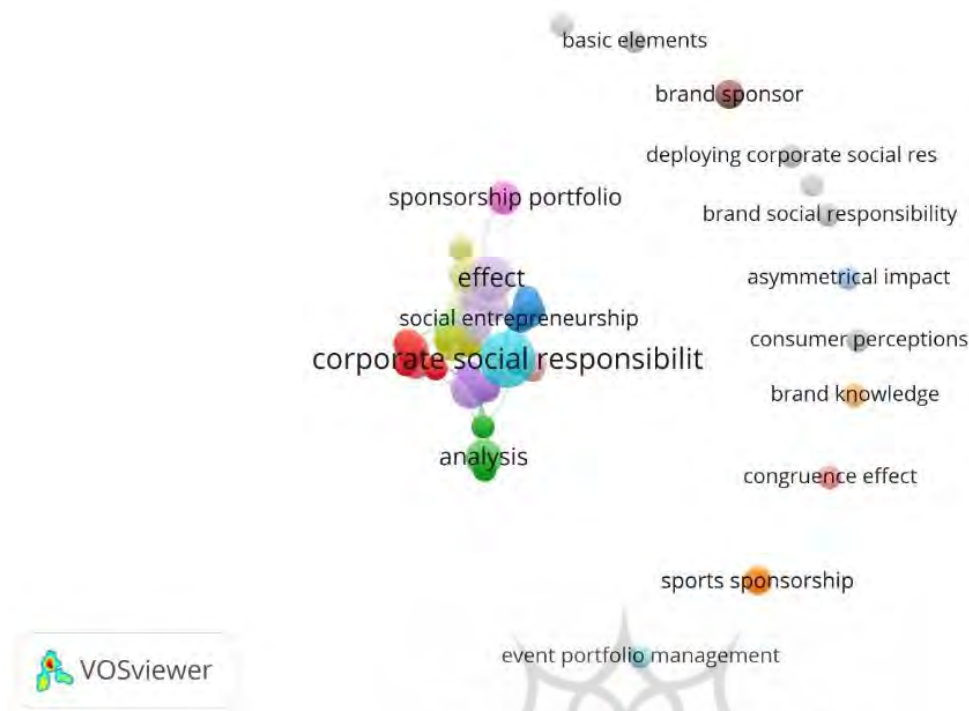 basic elements
brand sponsor
deploying corporate social res
sponsorship portfolio
brand social responsibility
effect
asymmetrical impact
social entrepreneurship
consumer perceptions
corporate social responsibilit
brand knowledge
analysis
congruence effect
sports sponsorship
event portfolio management
VOSviewer